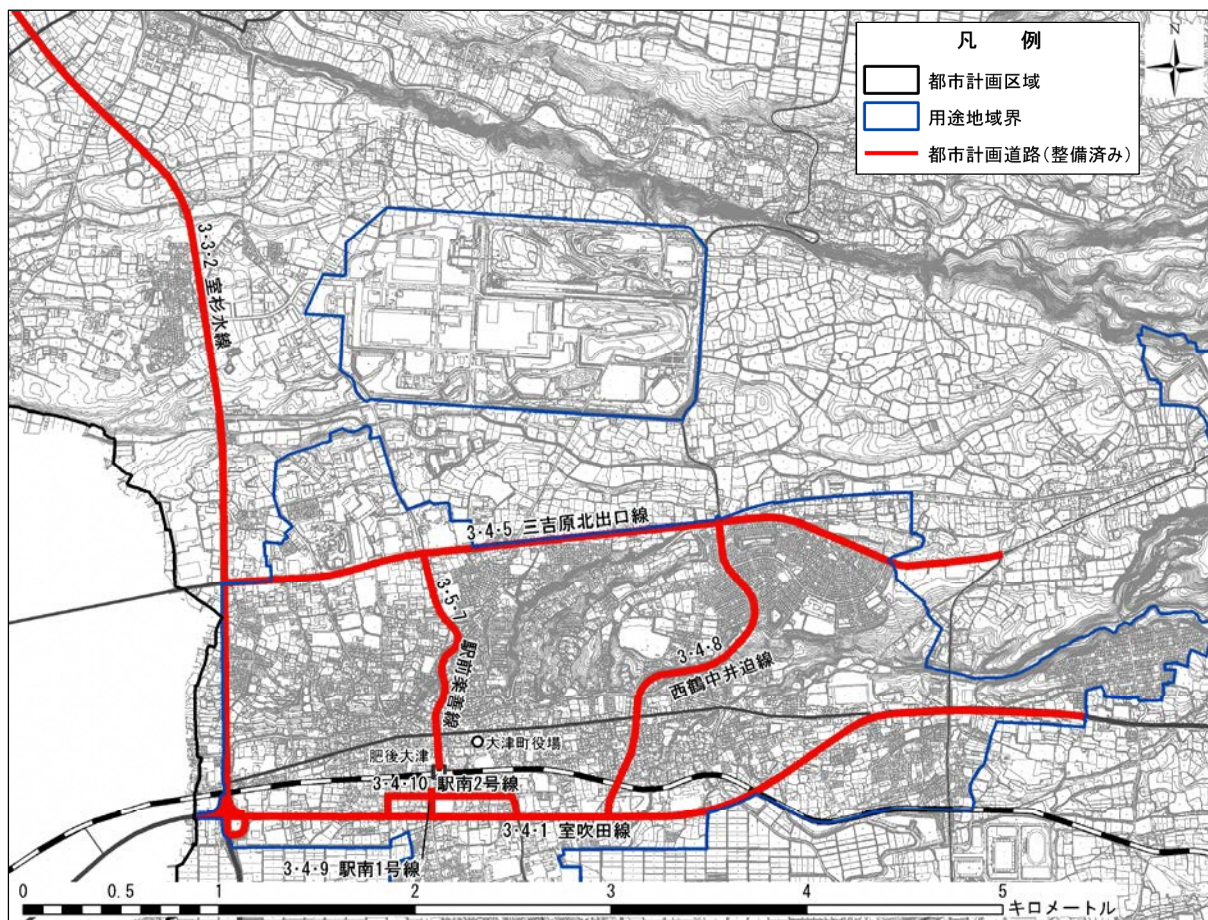 凡 例
都市計画区域
用途地域界
都市計画道路(整備済み)
N
3・3・2 室杉水線
3・4・5 三吉原北出口線
3・5・7 駅前楽善線
3・4・8
西鶴中井迫線
大津町役場
肥後大津
3・4・10 駅南2号線
3・4・1 室吹田線
3・4・9 駅南1号線
0 0.5 1 2 3 4 5
キロメートル